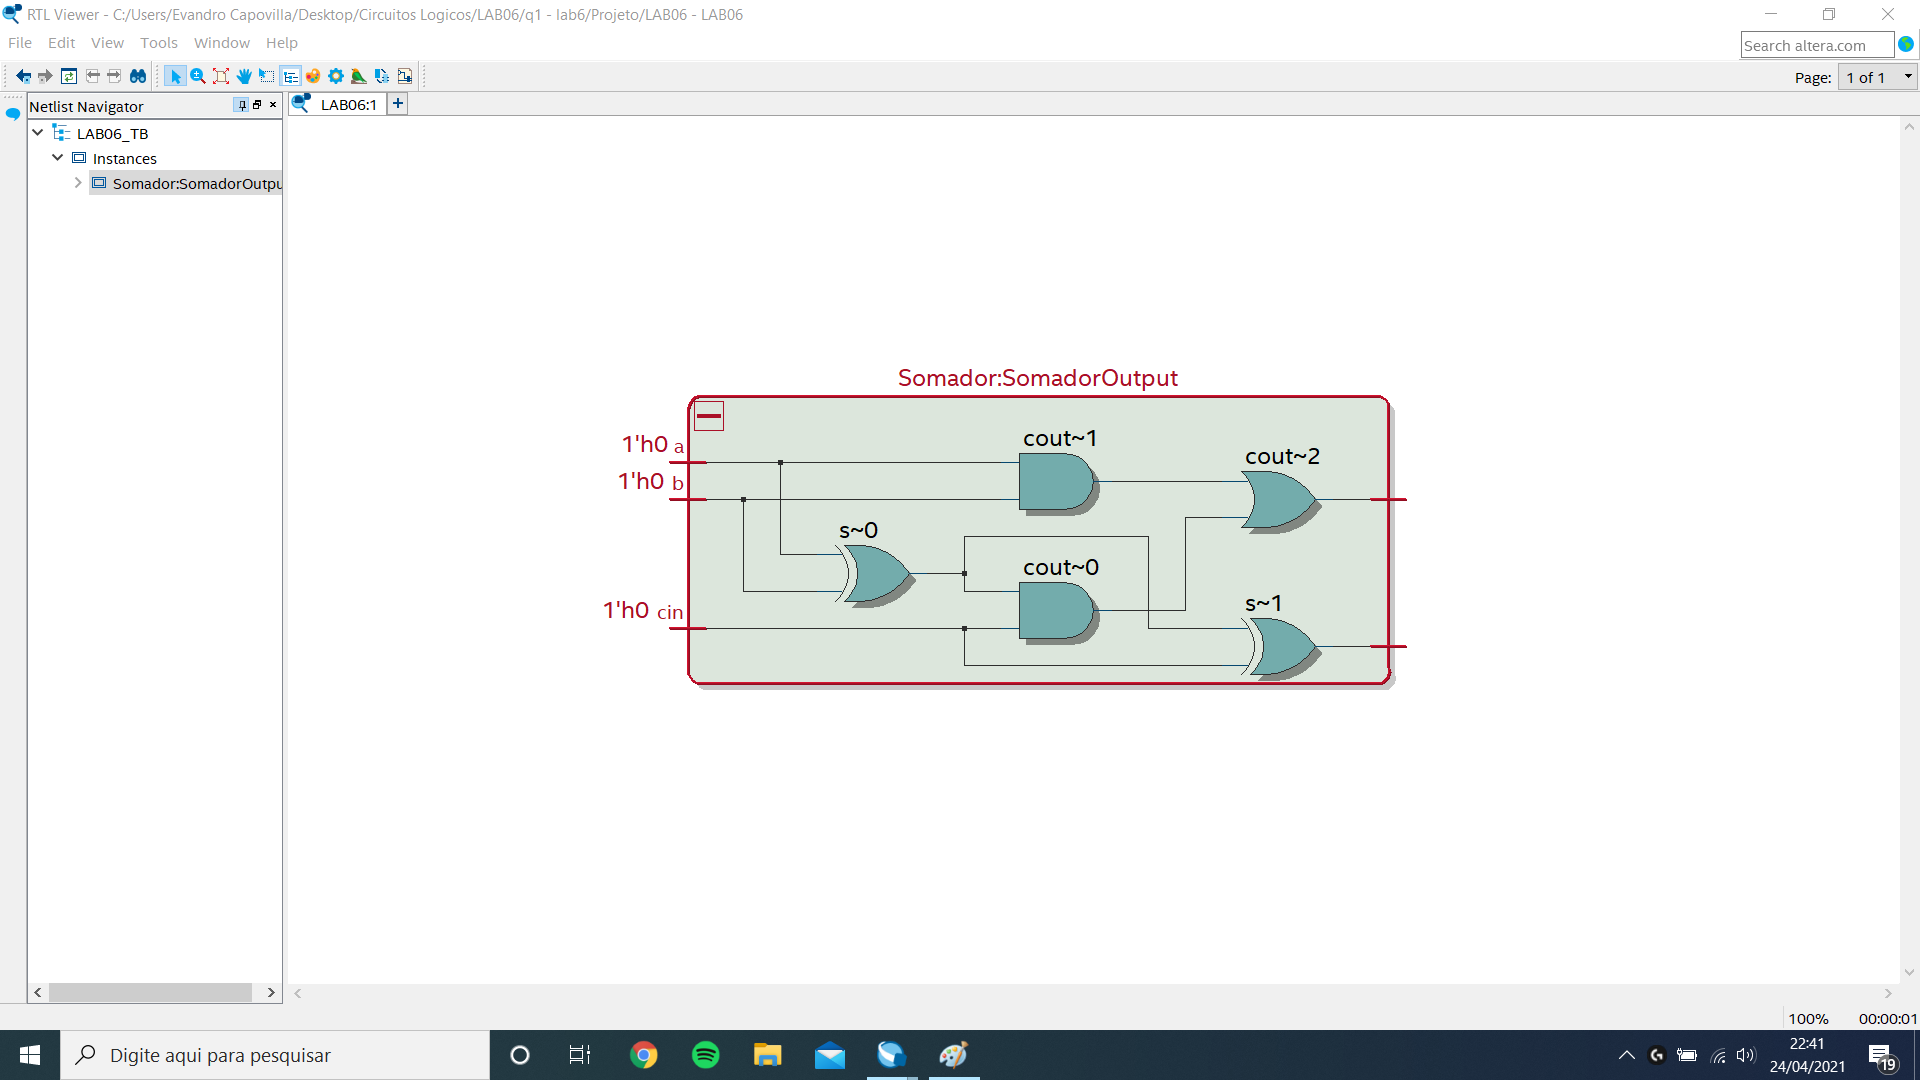 RTL Viewer - C:/Users/Evandro Capovilla/Desktop/Circuitos Logicos/LAB06/q1 - lab6/Projeto/LAB06 - LAB06
File Edit View Tools Window Help
Search altera.com
Page: 1 of 1
Netlist Navigator
LAB06:1
LAB06_TB
Instances
Somador:SomadorOutpu
Somador:SomadorOutput
1'h0 a
1'h0 b
1'h0 cin
cout~1
cout~2
s~0
cout~0
s~1
100% 00:00:01
Digite aqui para pesquisar
22:41
24/04/2021
19